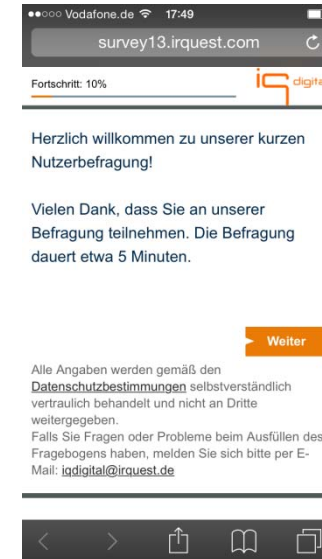 Vodafone.de 17:49
survey13.irquest.com
Fortschritt: 10%
iq digital
Herzlich willkommen zu unserer kurzen
Nutzerbefragung!
Vielen Dank, dass Sie an unserer
Befragung teilnehmen. Die Befragung
dauert etwa 5 Minuten.
Weiter
Alle Angaben werden gemäß den
Datenschutzbestimmungen selbstverständlich
vertraulich behandelt und nicht an Dritte
weitergegeben.
Falls Sie Fragen oder Probleme beim Ausfüllen des
Fragebogens haben, melden Sie sich bitte per E-
Mail: iqdigital@irquest.de